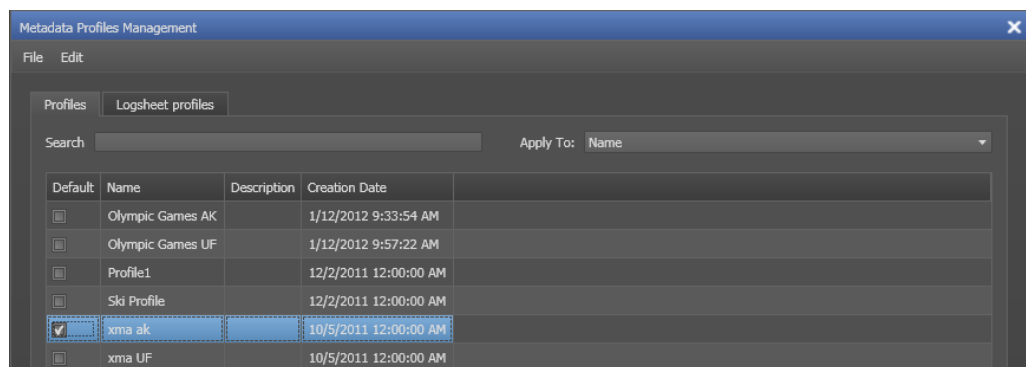 Metadata Profiles Management
File Edit
Profiles Logsheet profiles
Search Apply To: Name
Default Name Description Creation Date
Olympic Games AK 1/12/2012 9:33:54 AM
Olympic Games UF 1/12/2012 9:57:22 AM
Profile1 12/2/2011 12:00:00 AM
Ski Profile 12/2/2011 12:00:00 AM
xma ak 10/5/2011 12:00:00 AM
xma UF 10/5/2011 12:00:00 AM